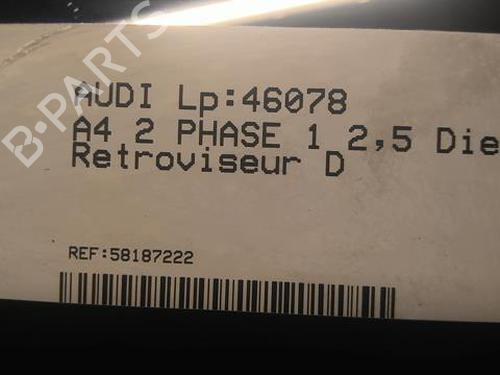 B-PARTS
AUDI Lp:46078
A4 2 PHASE 1 2,5 Die
Retroviseur D
REF:58187222